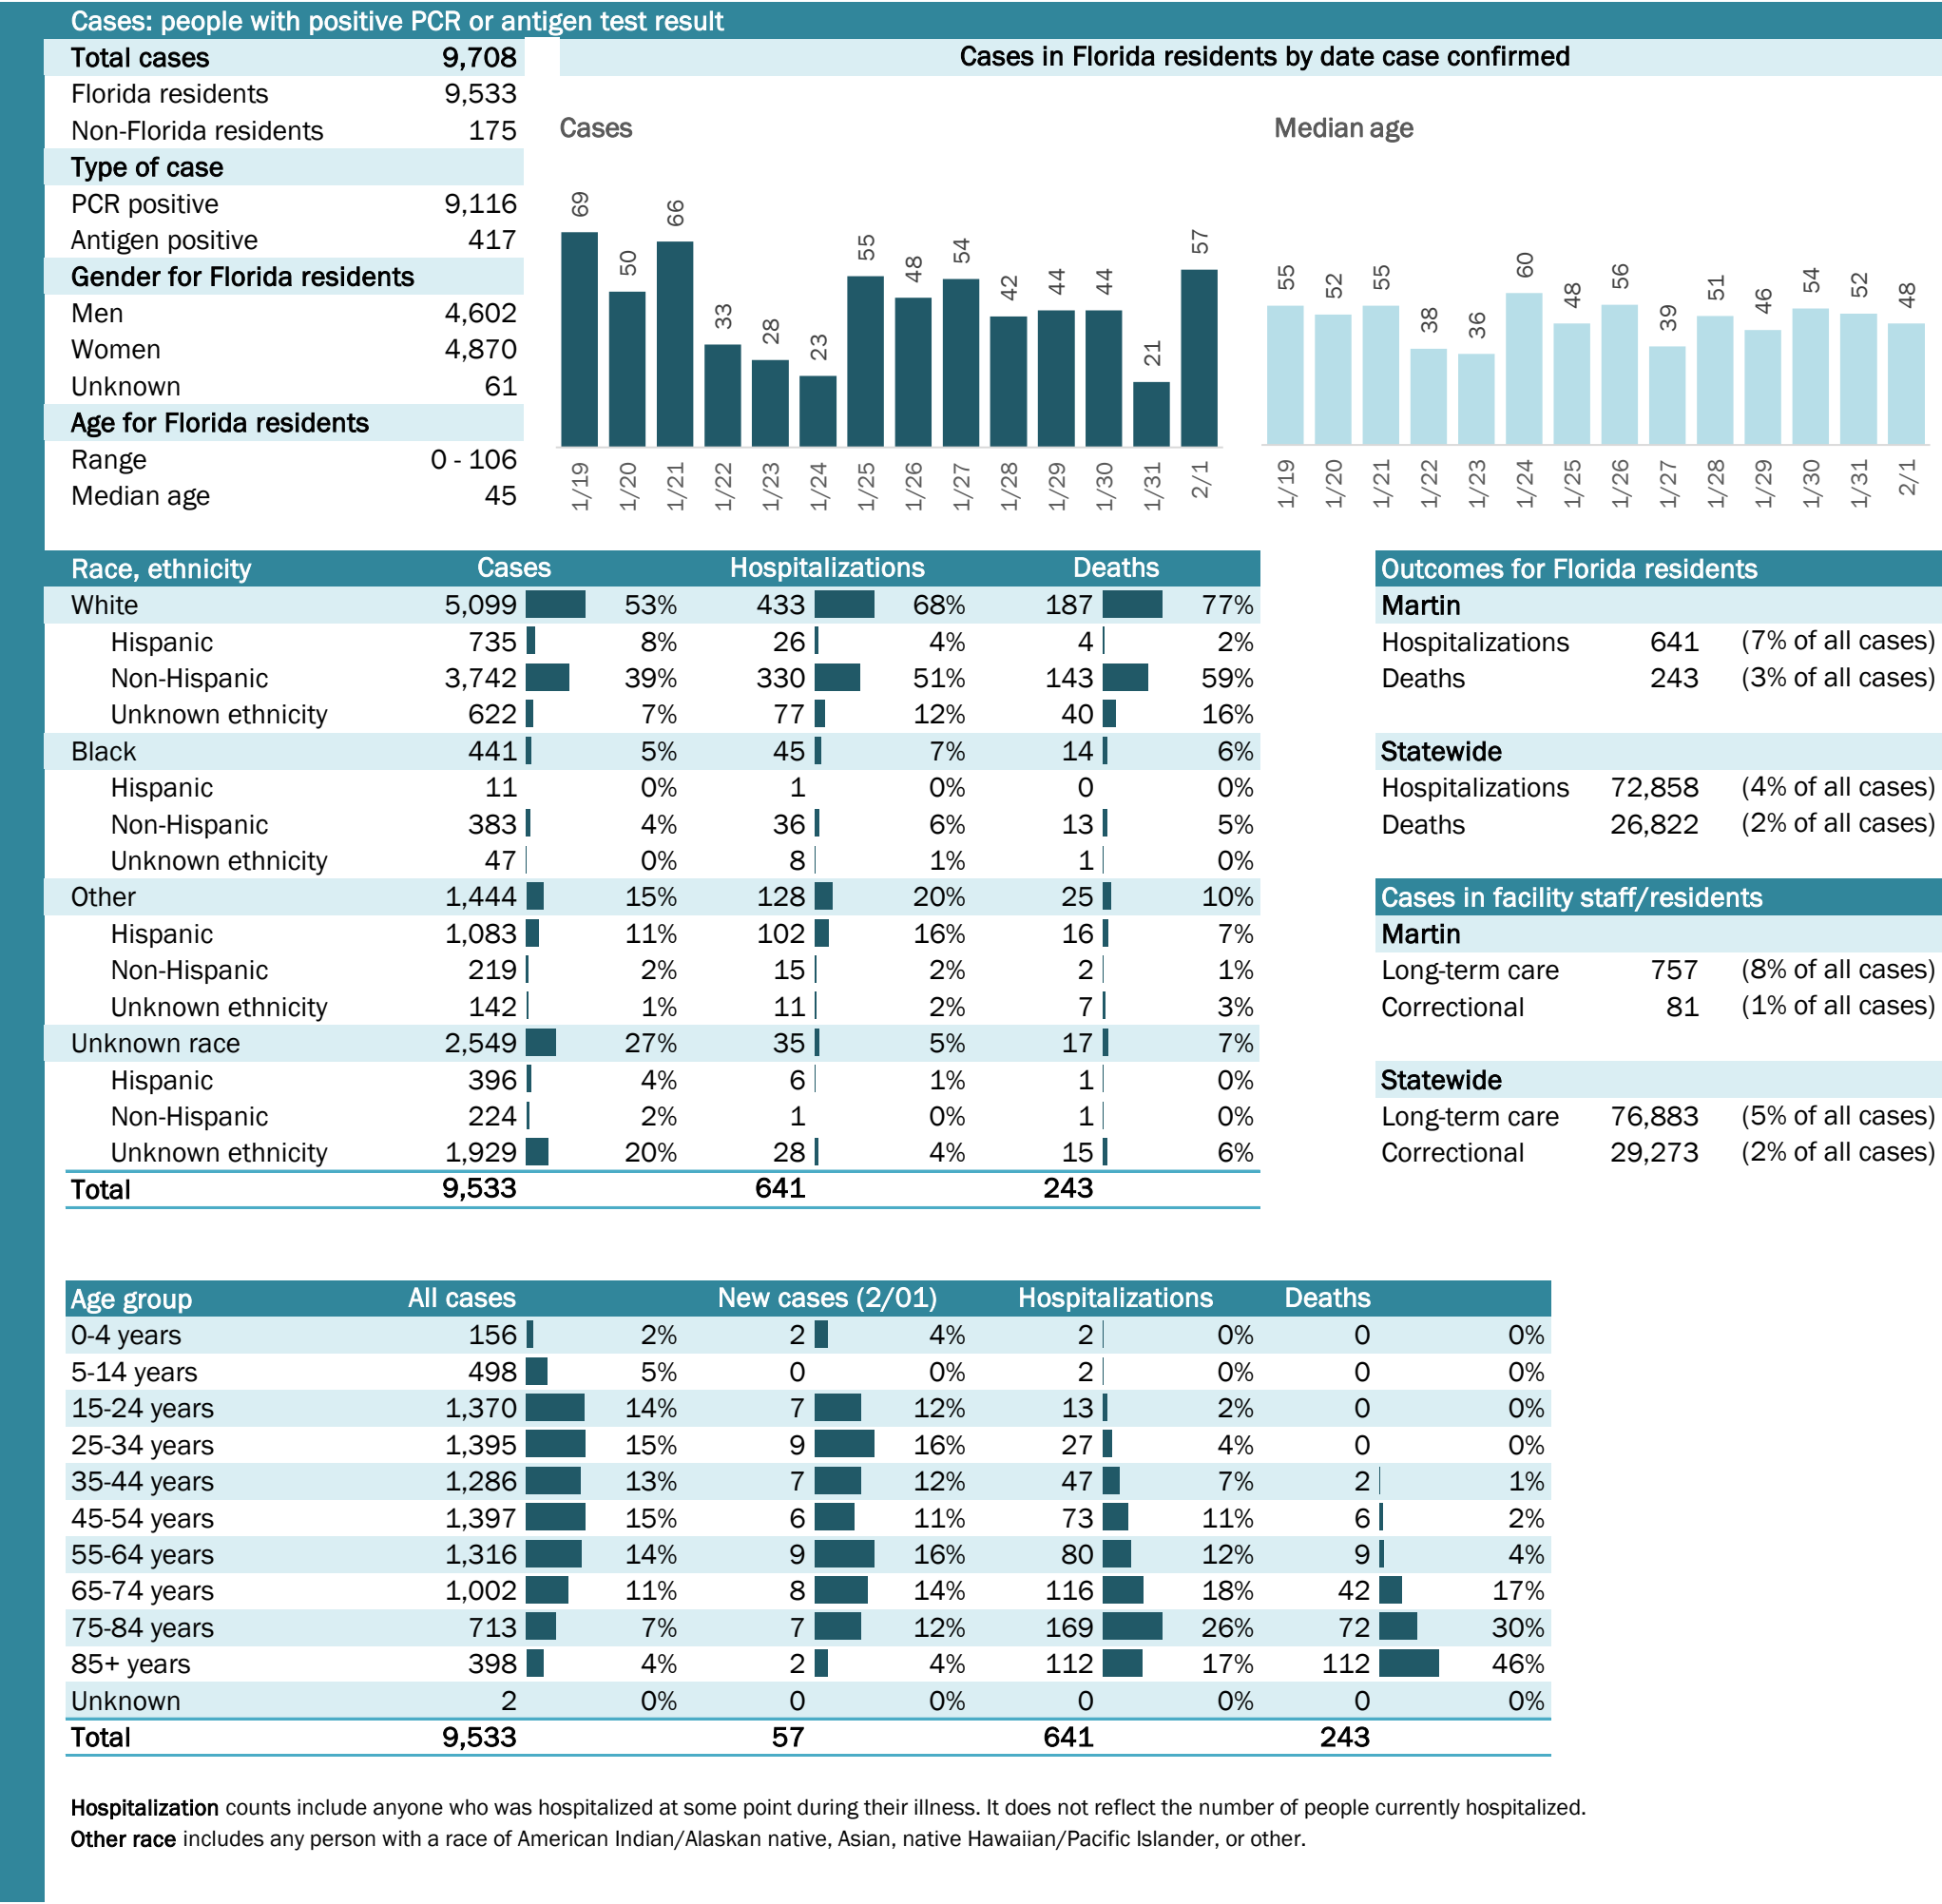 Cases: people with positive PCR or antigen test result
Total cases 9,708
Florida residents 9,533
Non-Florida residents 175
Type of case
PCR positive 9,116
Antigen positive 417
Gender for Florida residents
Men 4,602
Women 4,870
Unknown 61
Age for Florida residents
Range 0 - 106
Median age 45
Cases in Florida residents by date case confirmed
Cases
69 50 66 33 28 23 55 48 54 42 44 44 21 57
1/19 1/20 1/21 1/22 1/23 1/24 1/25 1/26 1/27 1/28 1/29 1/30 1/31 2/1
Median age
55 52 55 38 36 60 48 56 39 51 46 54 52 48
1/19 1/20 1/21 1/22 1/23 1/24 1/25 1/26 1/27 1/28 1/29 1/30 1/31 2/1
Race, ethnicity Cases Hospitalizations Deaths
White 5,099 53% 433 68% 187 77%
Hispanic 735 8% 26 4% 4 2%
Non-Hispanic 3,742 39% 330 51% 143 59%
Unknown ethnicity 622 7% 77 12% 40 16%
Black 441 5% 45 7% 14 6%
Hispanic 11 0% 1 0% 0 0%
Non-Hispanic 383 4% 36 6% 13 5%
Unknown ethnicity 47 0% 8 1% 1 0%
Other 1,444 15% 128 20% 25 10%
Hispanic 1,083 11% 102 16% 16 7%
Non-Hispanic 219 2% 15 2% 2 1%
Unknown ethnicity 142 1% 11 2% 7 3%
Unknown race 2,549 27% 35 5% 17 7%
Hispanic 396 4% 6 1% 1 0%
Non-Hispanic 224 2% 1 0% 1 0%
Unknown ethnicity 1,929 20% 28 4% 15 6%
Total 9,533 641 243
Outcomes for Florida residents
Martin
Hospitalizations 641 (7% of all cases)
Deaths 243 (3% of all cases)
Statewide
Hospitalizations 72,858 (4% of all cases)
Deaths 26,822 (2% of all cases)
Cases in facility staff/residents
Martin
Long-term care 757 (8% of all cases)
Correctional 81 (1% of all cases)
Statewide
Long-term care 76,883 (5% of all cases)
Correctional 29,273 (2% of all cases)
Age group All cases New cases (2/01) Hospitalizations Deaths
0-4 years 156 2% 2 4% 2 0% 0 0%
5-14 years 498 5% 0 0% 2 0% 0 0%
15-24 years 1,370 14% 7 12% 13 2% 0 0%
25-34 years 1,395 15% 9 16% 27 4% 0 0%
35-44 years 1,286 13% 7 12% 47 7% 2 1%
45-54 years 1,397 15% 6 11% 73 11% 6 2%
55-64 years 1,316 14% 9 16% 80 12% 9 4%
65-74 years 1,002 11% 8 14% 116 18% 42 17%
75-84 years 713 7% 7 12% 169 26% 72 30%
85+ years 398 4% 2 4% 112 17% 112 46%
Unknown 2 0% 0 0% 0 0% 0 0%
Total 9,533 57 641 243
Hospitalization counts include anyone who was hospitalized at some point during their illness. It does not reflect the number of people currently hospitalized.
Other race includes any person with a race of American Indian/Alaskan native, Asian, native Hawaiian/Pacific Islander, or other.